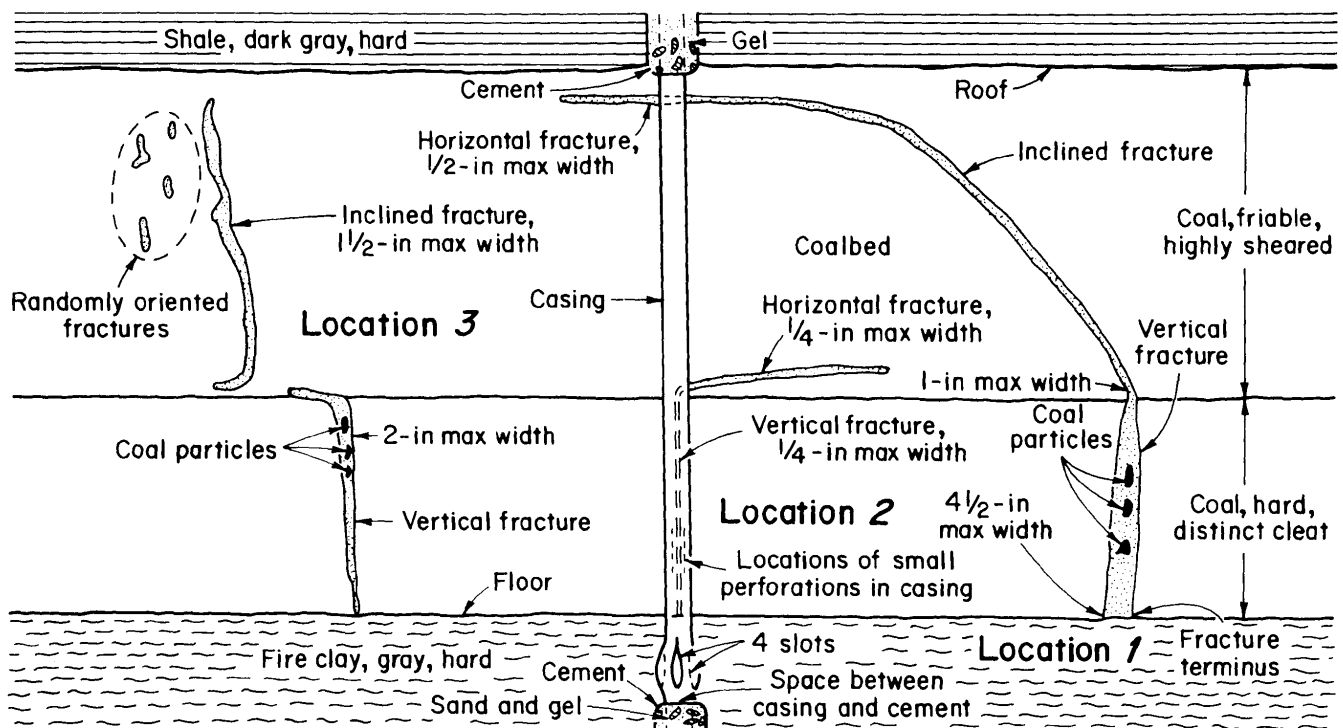 Shale, dark gray, hard
Gel
Cement
Roof
Horizontal fracture,
1/2-in max width
Inclined fracture
Inclined fracture,
1 1/2-in max width
Coalbed
Coal, friable,
highly sheared
Randomly oriented
fractures
Location 3
Casing
Horizontal fracture,
1/4-in max width
Vertical
fracture
1-in max width
Coal particles
2-in max width
Vertical fracture,
1/4-in max width
Coal
particles
Vertical fracture
Location 2
4 1/2-in
max width
Coal, hard,
distinct cleat
Locations of small
perforations in casing
Floor
Fire clay, gray, hard
4 slots
Location 1
Fracture
terminus
Cement
Space between
casing and cement
Sand and gel